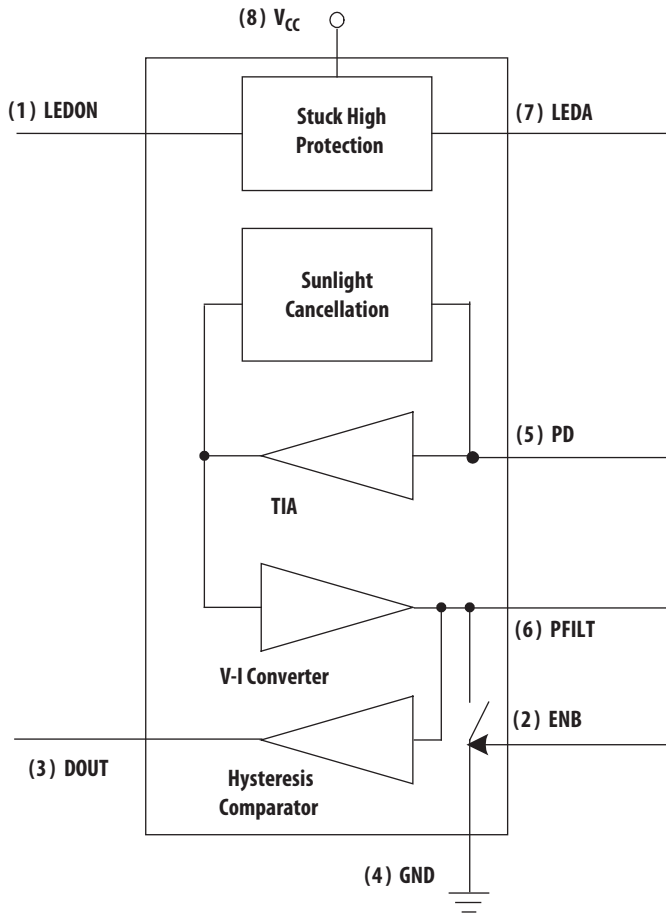 (8) VCC
(1) LEDON
Stuck High
Protection
(7) LEDA
Sunlight
Cancellation
(5) PD
TIA
(6) PFILT
V-I Converter
(2) ENB
(3) DOUT
Hysteresis
Comparator
(4) GND